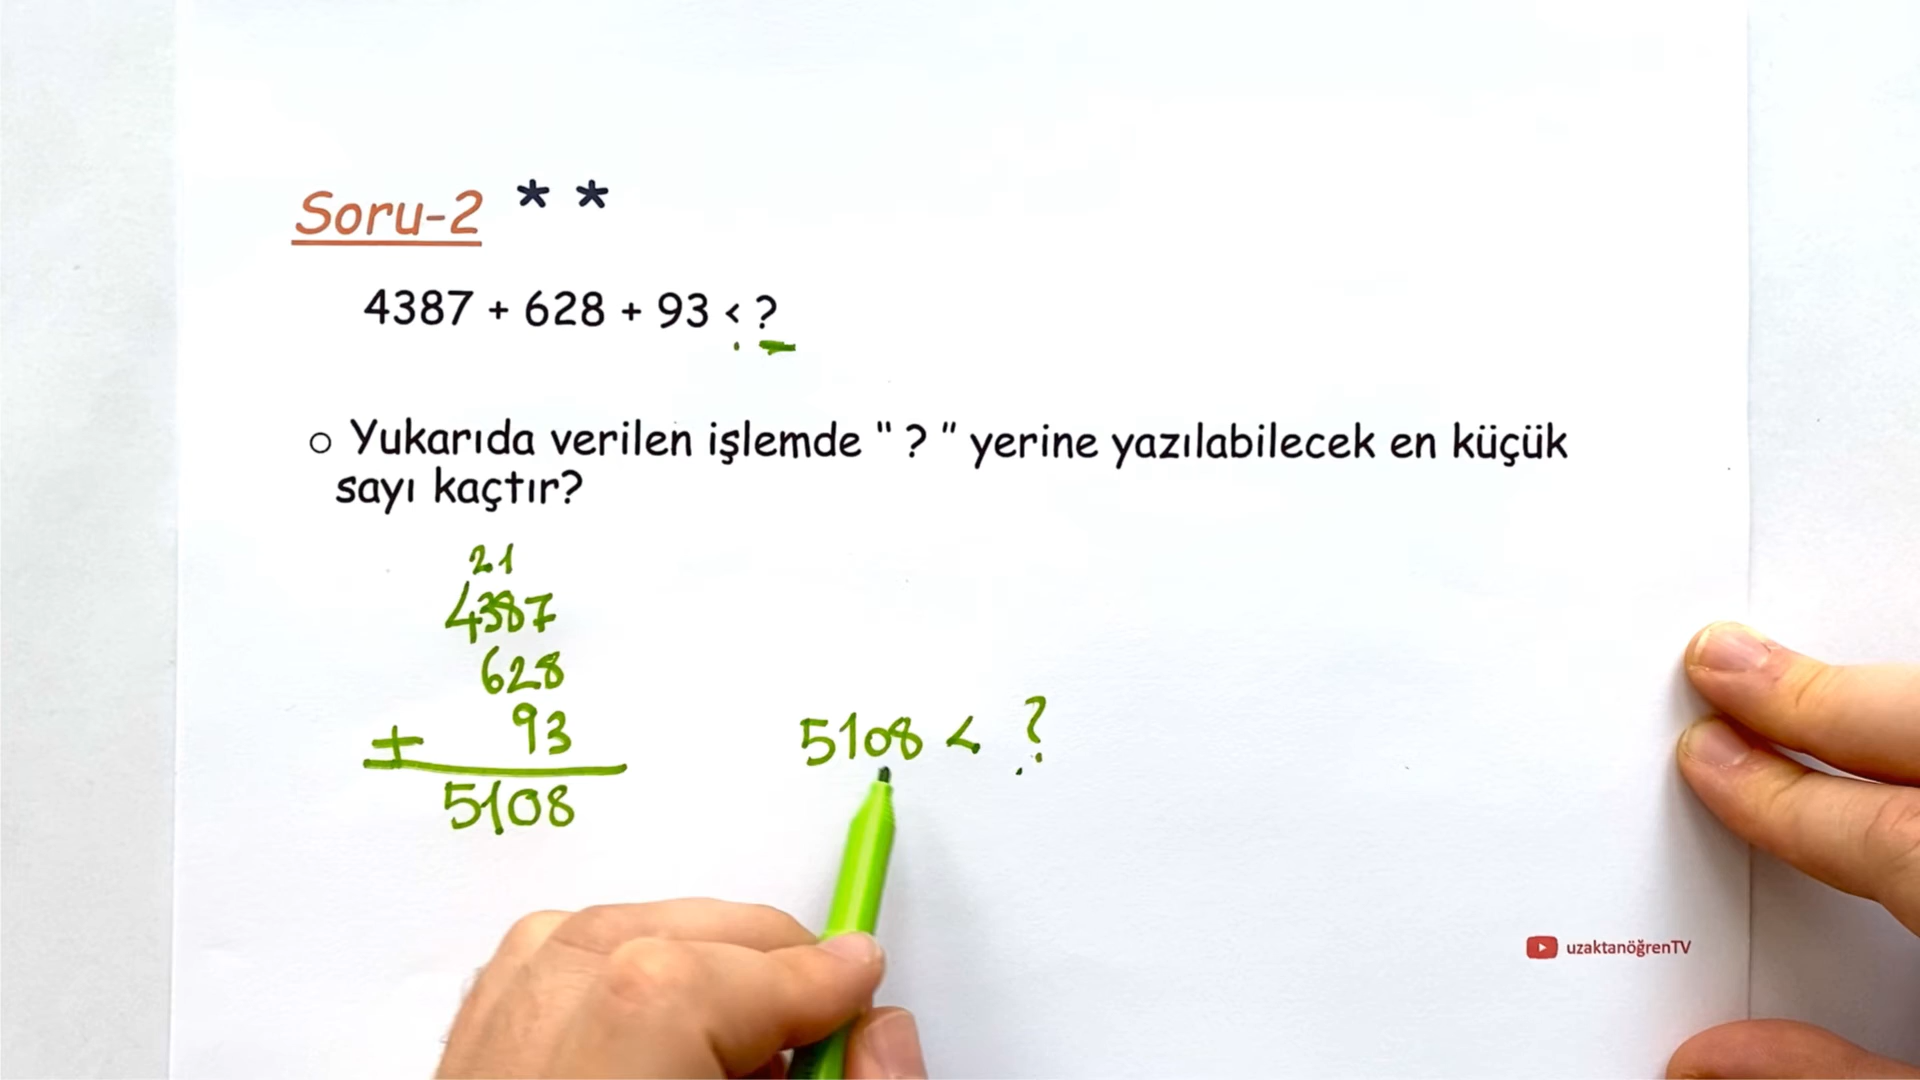 Soru-2 * *
4387 + 628 + 93 < ?
○ Yukarıda verilen işlemde " ? " yerine yazılabilecek en küçük
sayı kaçtır?
21
4387
628
+ 93
5108
5108 < ?
uzaktanöğrenTV